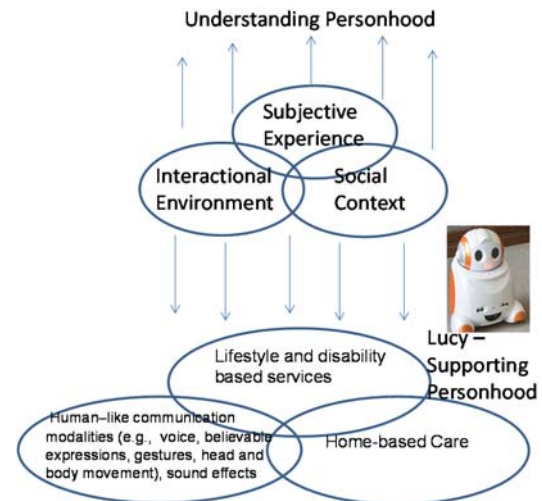 Understanding Personhood
Subjective
Experience
Interactional
Environment
Social
Context
Lucy –
Supporting
Personhood
Lifestyle and disability
based services
Human–like communication
modalities (e.g., voice, believable
expressions, gestures, head and
body movement), sound effects
Home-based Care